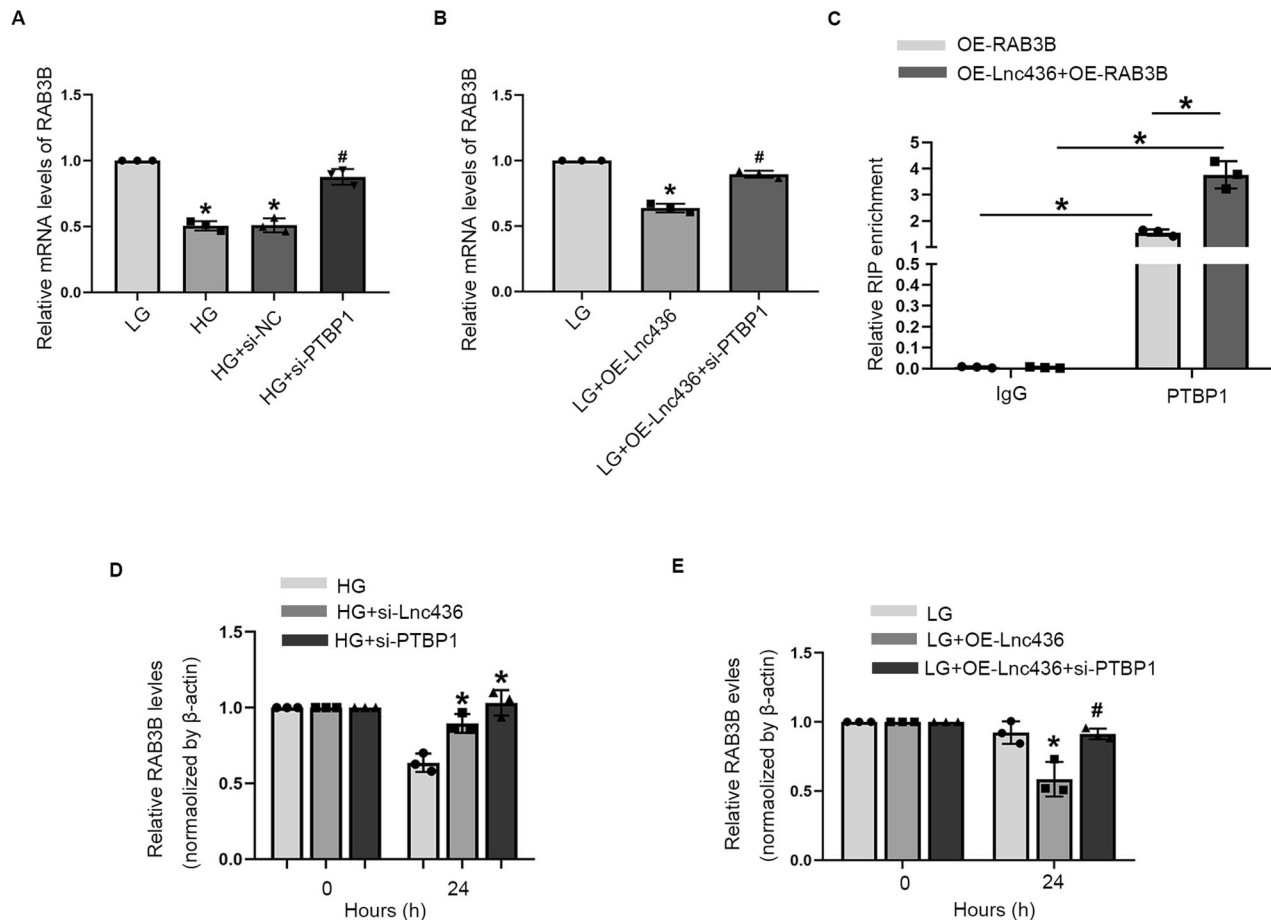 A
Relative mRNA levels of RAB3B
1.5
1.0
0.5
0.0
*
*
#
LG
HG
HG+si-NC
HG+si-PTBP1
B
Relative mRNA levels of RAB3B
1.5
1.0
0.5
0.0
*
#
LG
LG+OE-Lnc436
LG+OE-Lnc436+si-PTBP1
C
OE-RAB3B
OE-Lnc436+OE-RAB3B
Relative RIP enrichment
5
4
3
2
1
0.5
0.4
0.3
0.2
0.1
0.0
*
*
*
IgG
PTBP1
D
HG
HG+si-Lnc436
HG+si-PTBP1
Relative RAB3B levles
(normaolized by β-actin)
1.5
1.0
0.5
0.0
*
*
0
24
Hours (h)
E
LG
LG+OE-Lnc436
LG+OE-Lnc436+si-PTBP1
Relative RAB3B evles
(normaolized by β-actin)
1.5
1.0
0.5
0.0
*
#
0
24
Hours (h)